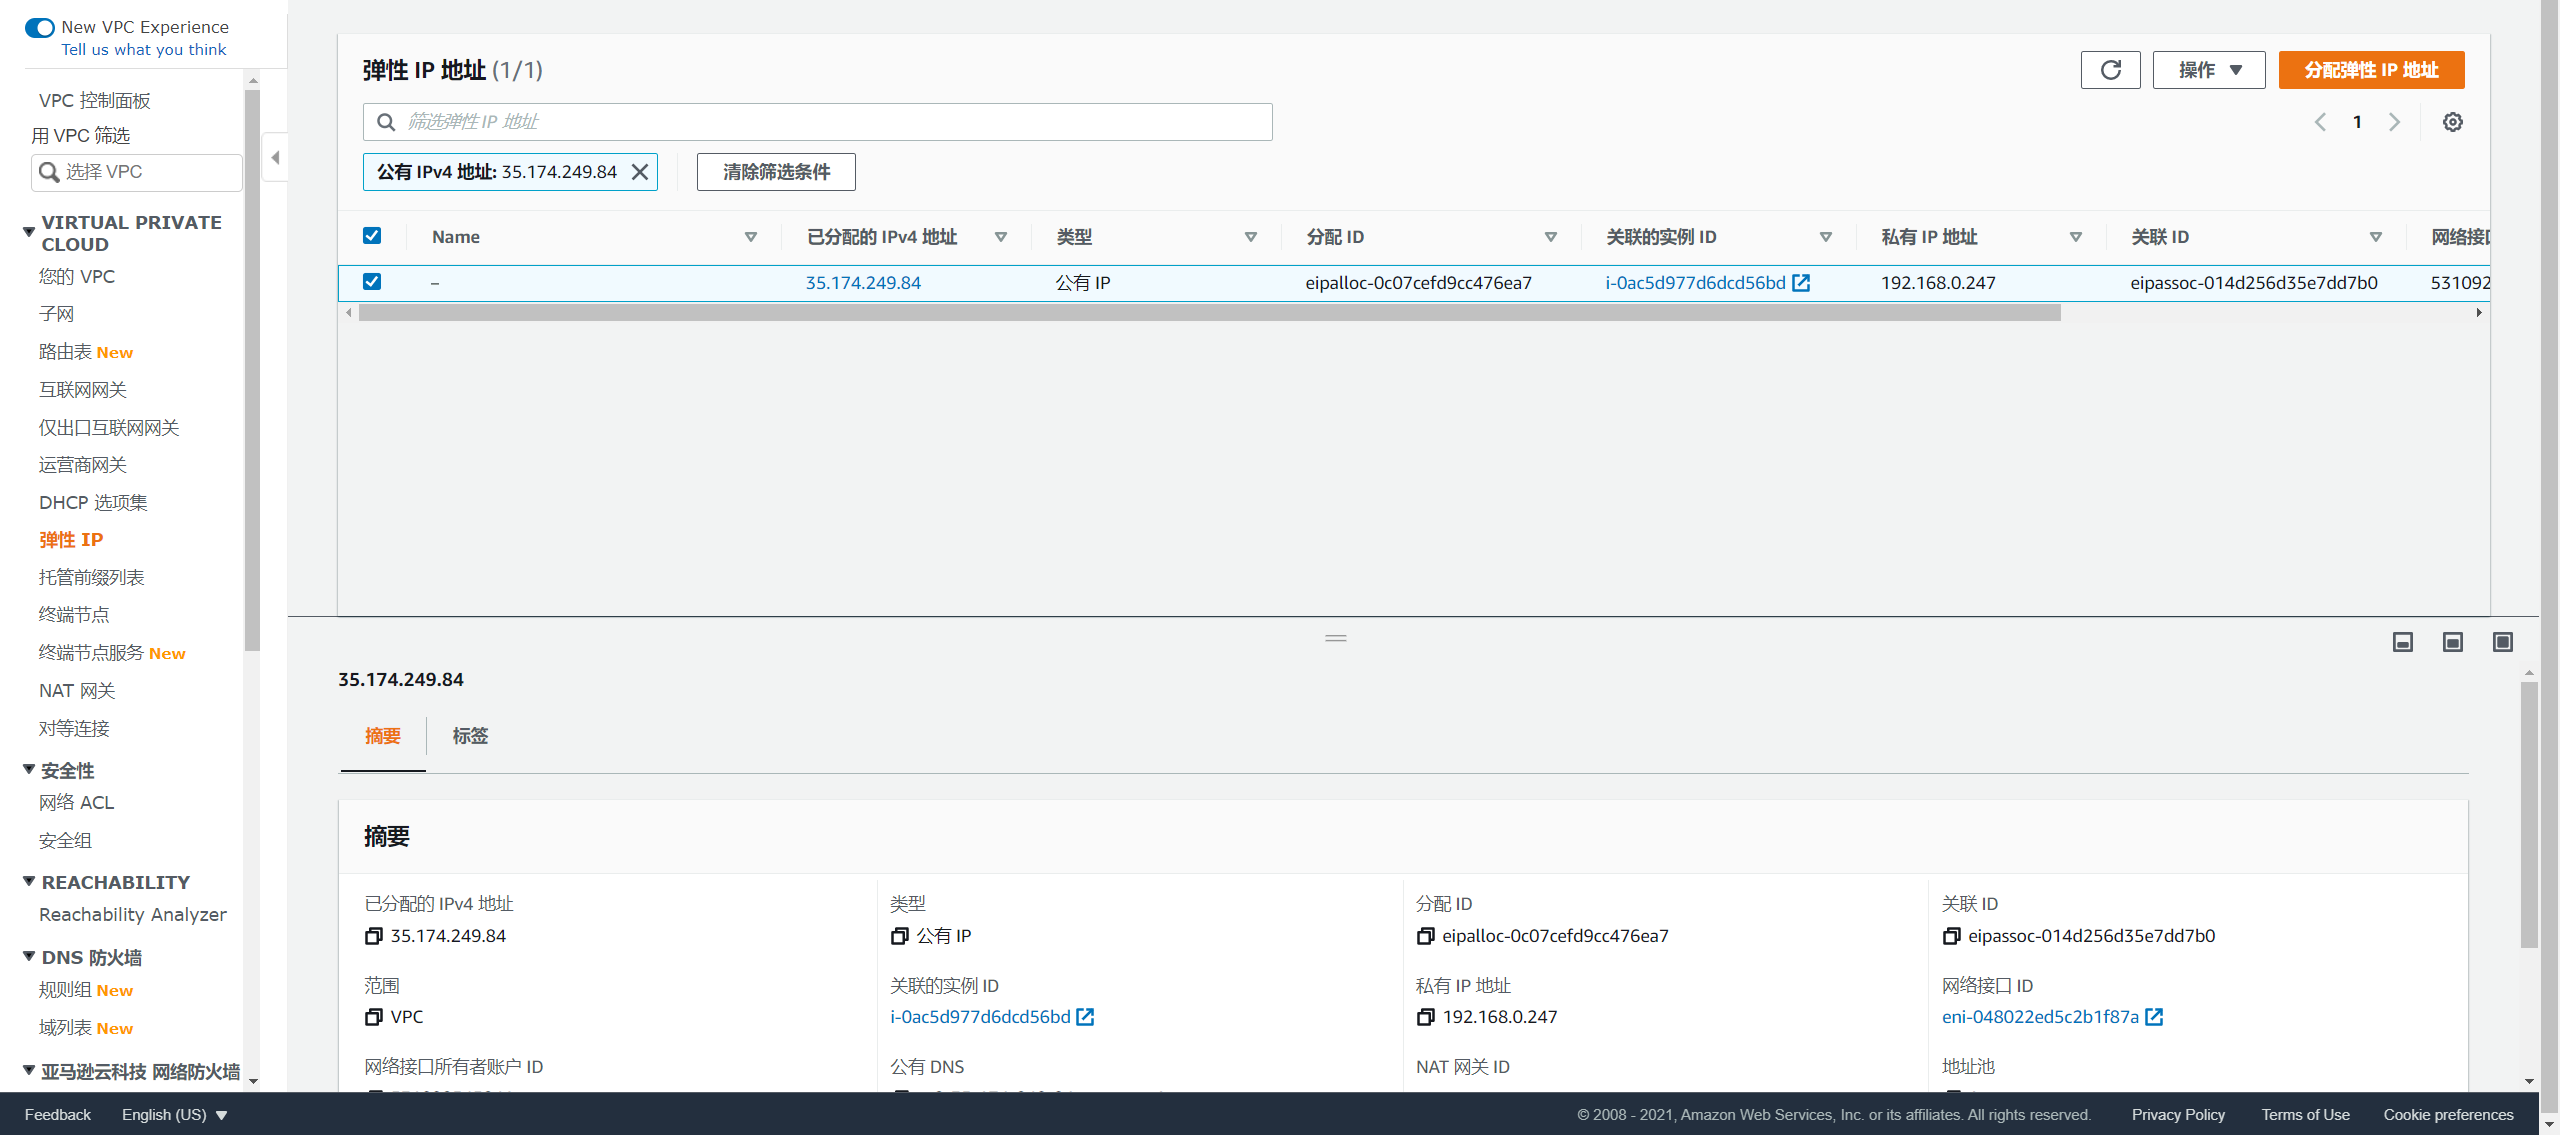 New VPC Experience
Tell us what you think
VPC 控制面板
用 VPC 筛选
选择 VPC
VIRTUAL PRIVATE
CLOUD
您的 VPC
子网
路由表 New
互联网网关
仅出口互联网网关
运营商网关
DHCP 选项集
弹性 IP
托管前缀列表
终端节点
终端节点服务 New
NAT 网关
对等连接
安全性
网络 ACL
安全组
REACHABILITY
Reachability Analyzer
DNS 防火墙
规则组 New
域列表 New
亚马逊云科技 网络防火墙
弹性 IP 地址 (1/1)
操作
分配弹性 IP 地址
筛选弹性 IP 地址
1
公有 IPv4 地址: 35.174.249.84
清除筛选条件
Name 已分配的 IPv4 地址 类型 分配 ID 关联的实例 ID 私有 IP 地址 关联 ID 网络接
– 35.174.249.84 公有 IP eipalloc-0c07cefd9cc476ea7 i-0ac5d977d6dcd56bd 192.168.0.247 eipassoc-014d256d35e7dd7b0 531092
35.174.249.84
摘要 标签
摘要
已分配的 IPv4 地址 类型 分配 ID 关联 ID
35.174.249.84 公有 IP eipalloc-0c07cefd9cc476ea7 eipassoc-014d256d35e7dd7b0
范围 关联的实例 ID 私有 IP 地址 网络接口 ID
VPC i-0ac5d977d6dcd56bd 192.168.0.247 eni-048022ed5c2b1f87a
网络接口所有者账户 ID 公有 DNS NAT 网关 ID 地址池
Feedback English (US) © 2008 - 2021, Amazon Web Services, Inc. or its affiliates. All rights reserved. Privacy Policy Terms of Use Cookie preferences